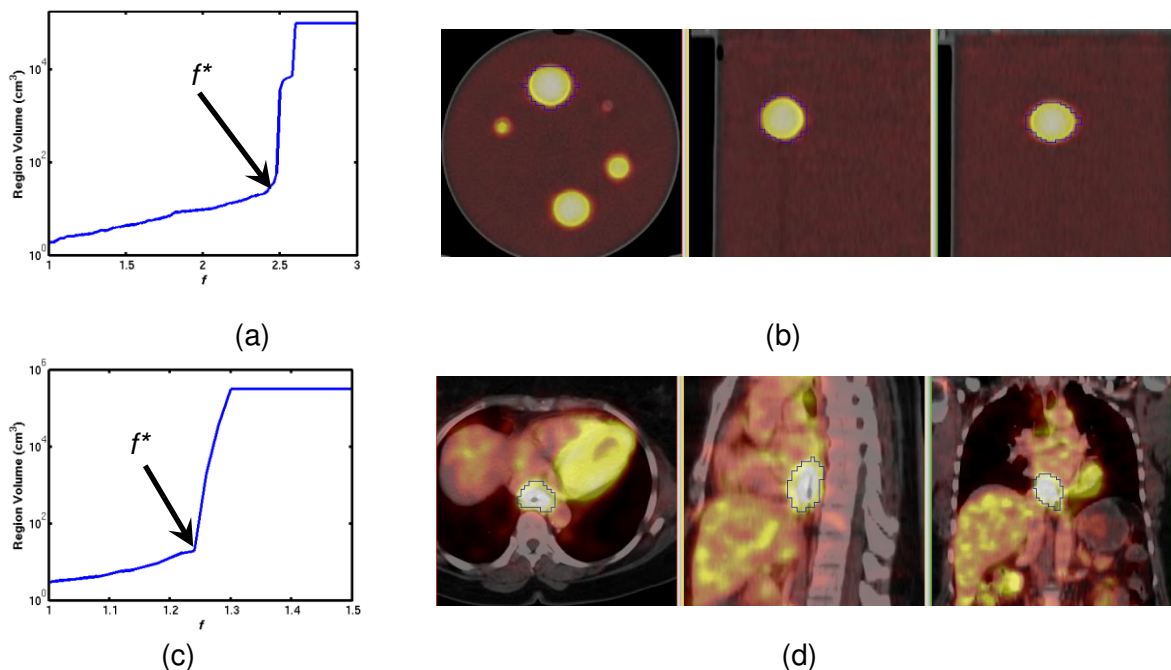 Region Volume (cm³)
10⁴
10²
10⁰
f*
1 1.5 2 2.5 3
f
(a)
(b)
Region Volume (cm³)
10⁶
10⁴
10²
10⁰
f*
1 1.1 1.2 1.3 1.4 1.5
f
(c)
(d)